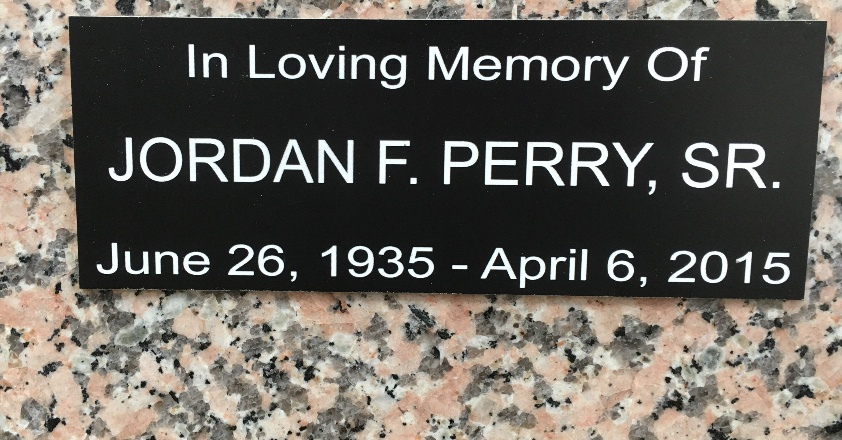 In Loving Memory Of
JORDAN F. PERRY, SR.
June 26, 1935 - April 6, 2015